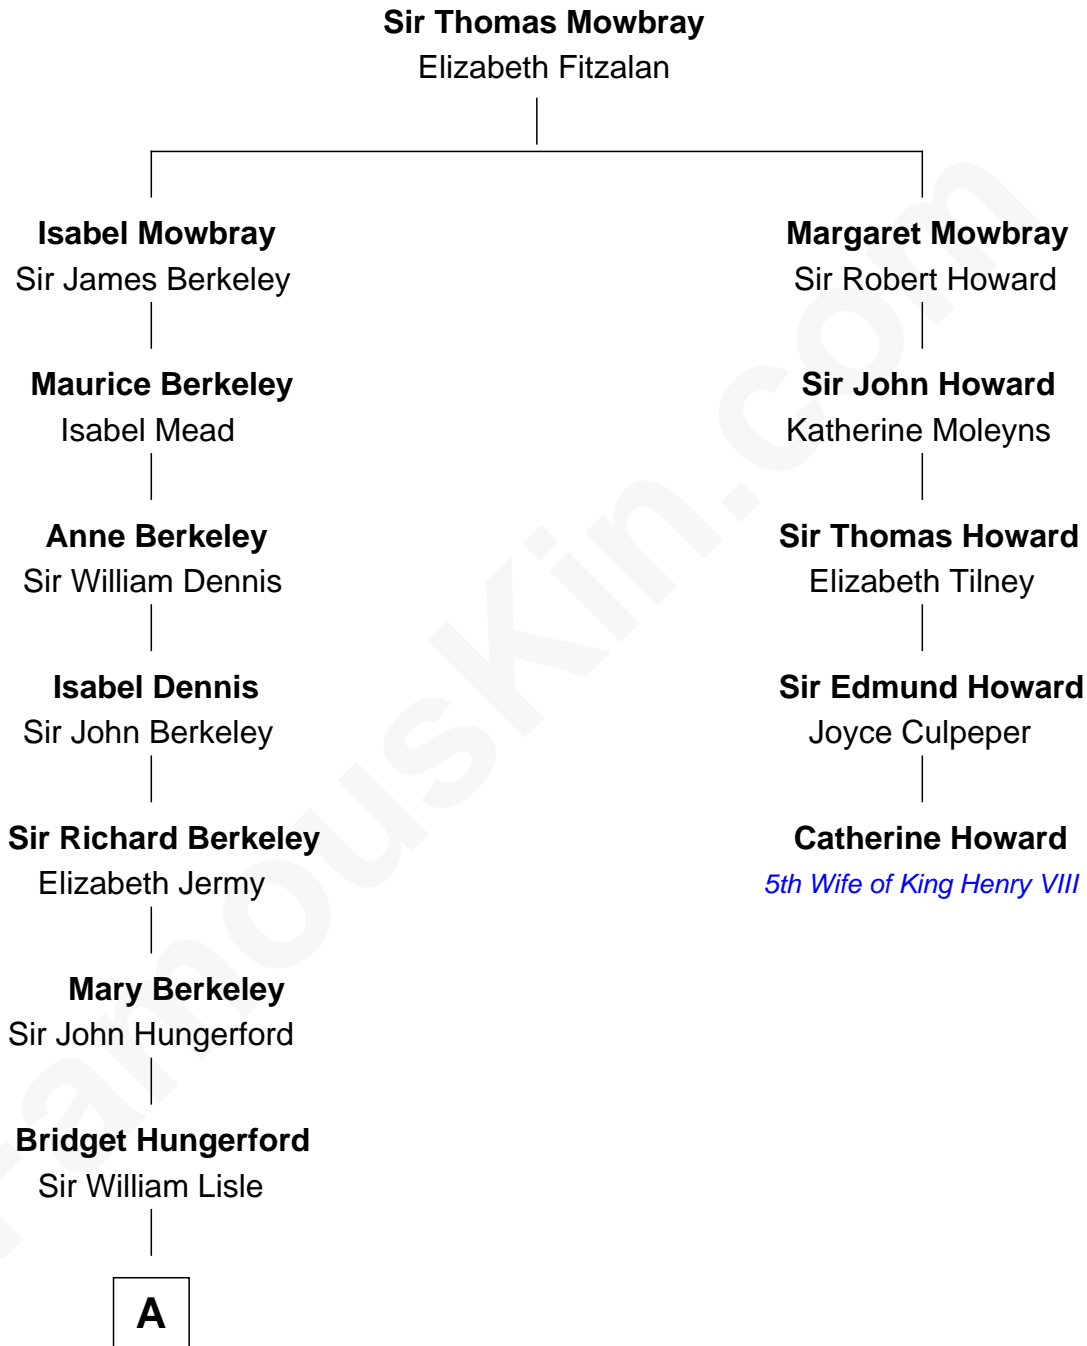 Sir Thomas Mowbray
Elizabeth Fitzalan
Isabel Mowbray
Sir James Berkeley
Maurice Berkeley
Isabel Mead
Anne Berkeley
Sir William Dennis
Isabel Dennis
Sir John Berkeley
Sir Richard Berkeley
Elizabeth Jermy
Mary Berkeley
Sir John Hungerford
Bridget Hungerford
Sir William Lisle
A
Margaret Mowbray
Sir Robert Howard
Sir John Howard
Katherine Moleyns
Sir Thomas Howard
Elizabeth Tilney
Sir Edmund Howard
Joyce Culpeper
Catherine Howard
5th Wife of King Henry VIII
FamousKin.com